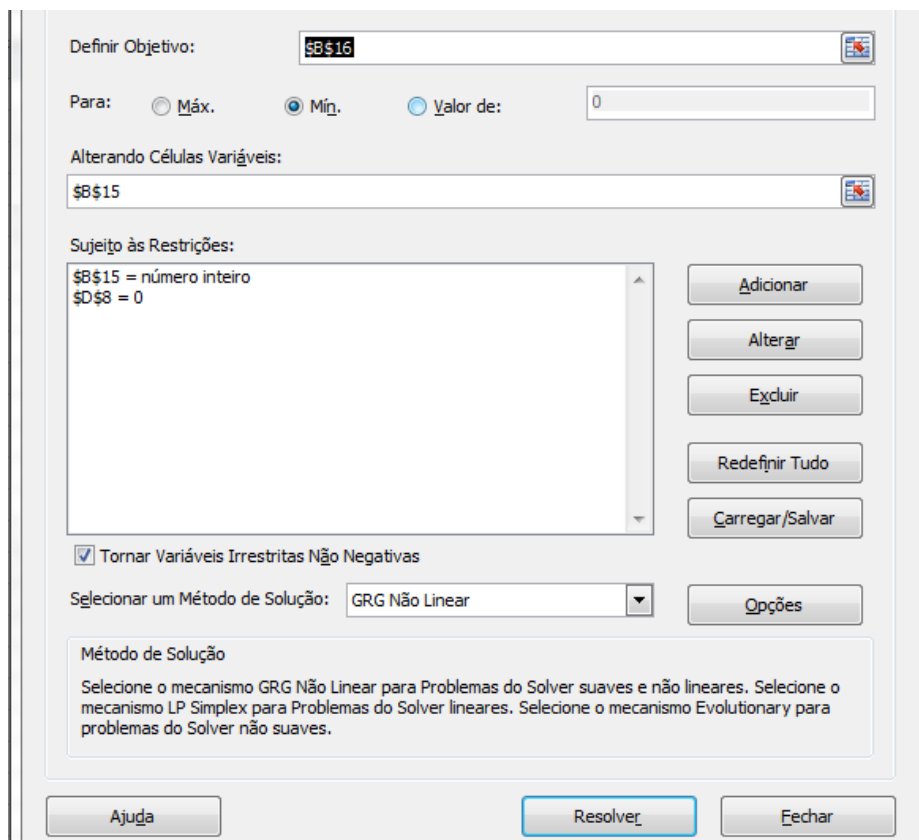 Definir Objetivo: $B$16
Para: Máx. Mín. Valor de: 0
Alterando Células Variáveis:
$B$15
Sujeito às Restrições:
$B$15 = número inteiro
$D$8 = 0
Adicionar
Alterar
Excluir
Redefinir Tudo
Carregar/Salvar
Tornar Variáveis Irrestritas Não Negativas
Selecionar um Método de Solução: GRG Não Linear Opções
Método de Solução
Selecione o mecanismo GRG Não Linear para Problemas do Solver suaves e não lineares. Selecione o
mecanismo LP Simplex para Problemas do Solver lineares. Selecione o mecanismo Evolutionary para
problemas do Solver não suaves.
Ajuda Resolver Fechar